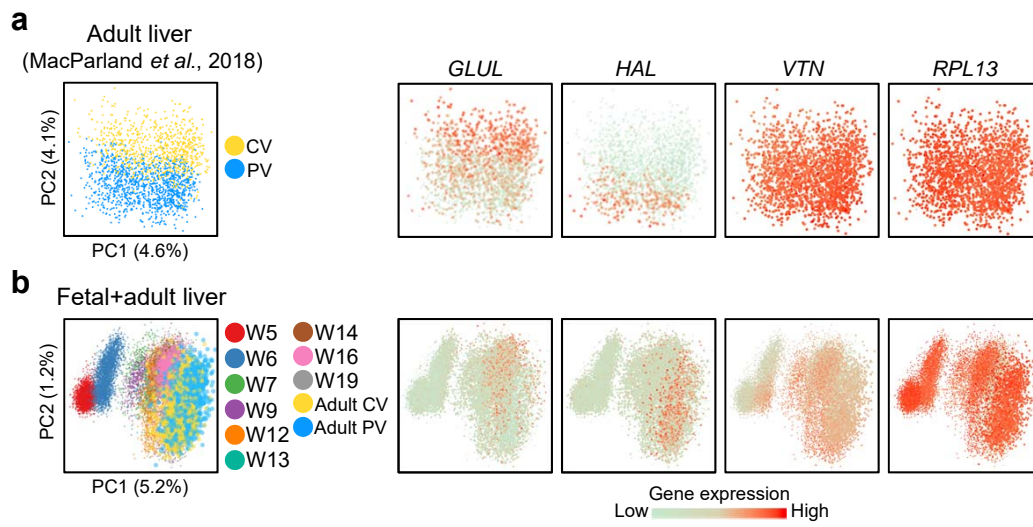 a
Adult liver
(MacParland et al., 2018)
PC2 (4.1%)
PC1 (4.6%)
CV
PV
GLUL
HAL
VTN
RPL13
b
Fetal+adult liver
PC2 (1.2%)
PC1 (5.2%)
W5
W6
W7
W9
W12
W13
W14
W16
W19
Adult CV
Adult PV
Gene expression
Low
High